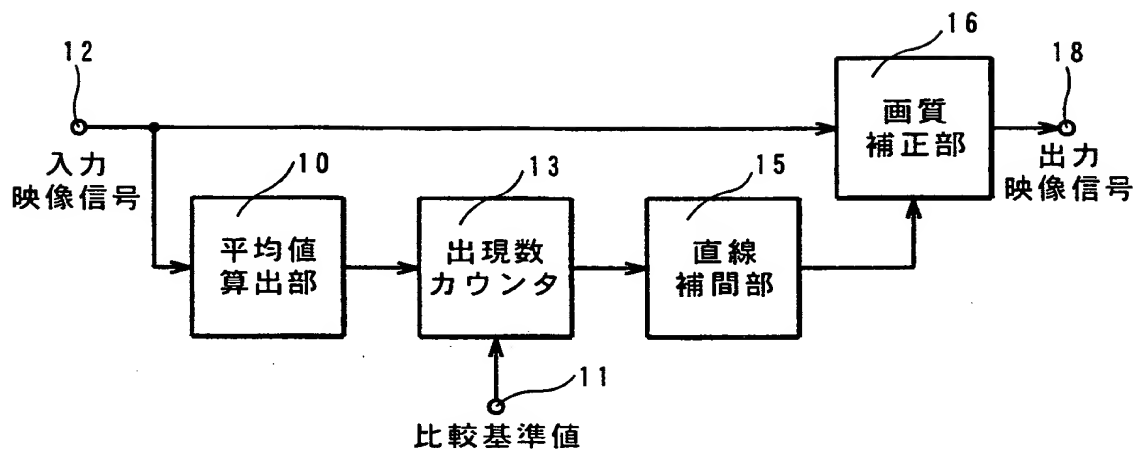 12
入力
映像信号
10
平均値
算出部
13
出現数
カウンタ
11
比較基準値
15
直線
補間部
16
画質
補正部
18
出力
映像信号